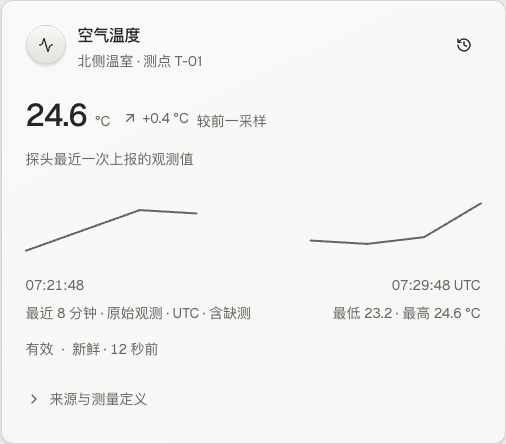 空气温度
北侧温室 · 测点 T-01
24.6 °C ↗ +0.4 °C 较前一采样
探头最近一次上报的观测值
07:21:48 07:29:48 UTC
最近 8 分钟 · 原始观测 · UTC · 含缺测 最低 23.2 · 最高 24.6 °C
有效 · 新鲜 · 12 秒前
来源与测量定义